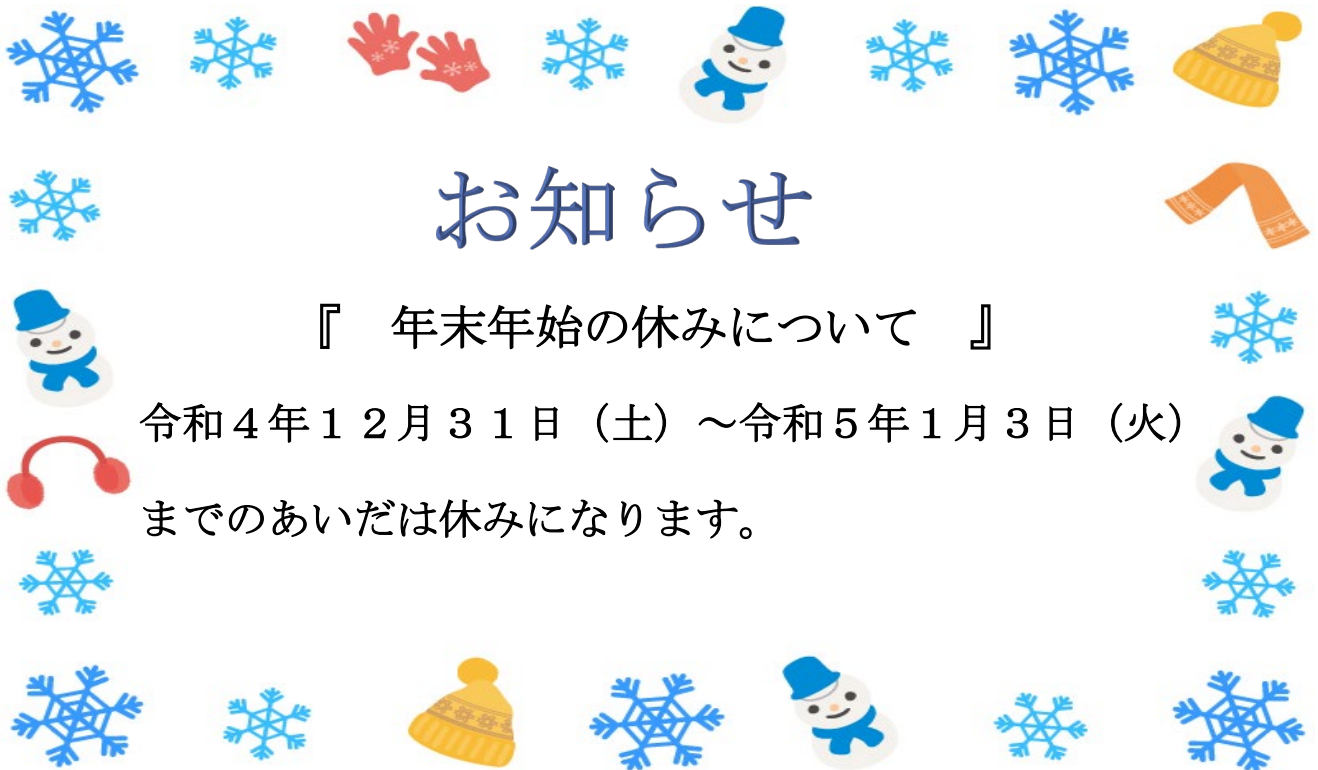 お知らせ
『　年末年始の休みについて　』
令和４年１２月３１日（土）～令和５年１月３日（火）
までのあいだは休みになります。